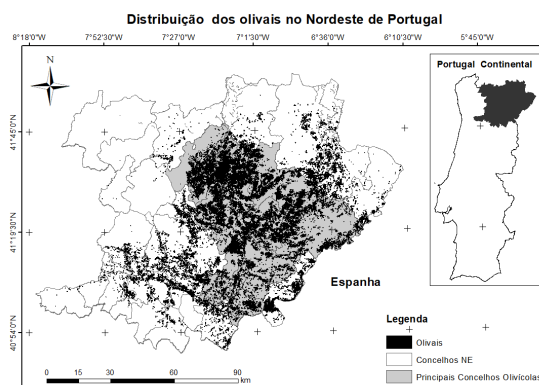 Distribuição dos olivais no Nordeste de Portugal
8°18'0"W 7°52'30"W 7°27'0"W 7°1'30"W 6°36'0"W 6°10'30"W 5°45'0"W
N
Portugal Continental
41°45'0"N
41°19'30"N
40°54'0"N
Espanha
Legenda
Olivais
Concelhos NE
Principais Concelhos Olivícolas
0 15 30 60 90
km